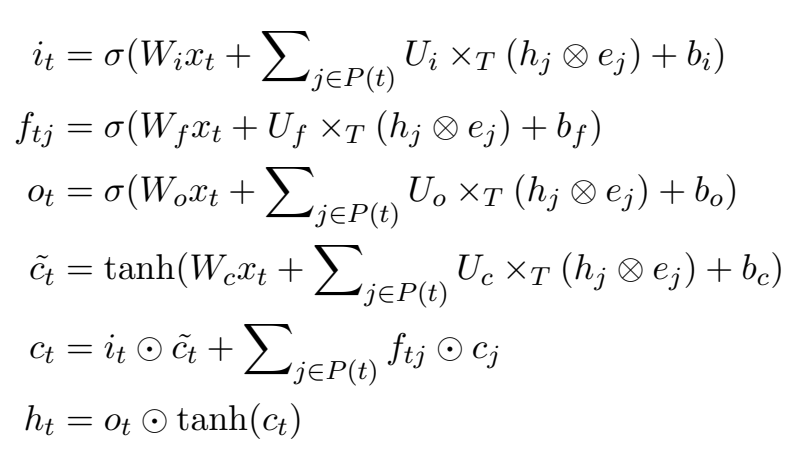 $i_t = \sigma(W_i x_t + \sum_{j \in P(t)} U_i \times_T (h_j \otimes e_j) + b_i)$
$f_{tj} = \sigma(W_f x_t + U_f \times_T (h_j \otimes e_j) + b_f)$
$o_t = \sigma(W_o x_t + \sum_{j \in P(t)} U_o \times_T (h_j \otimes e_j) + b_o)$
$\tilde{c}_t = \tanh(W_c x_t + \sum_{j \in P(t)} U_c \times_T (h_j \otimes e_j) + b_c)$
$c_t = i_t \odot \tilde{c}_t + \sum_{j \in P(t)} f_{tj} \odot c_j$
$h_t = o_t \odot \tanh(c_t)$